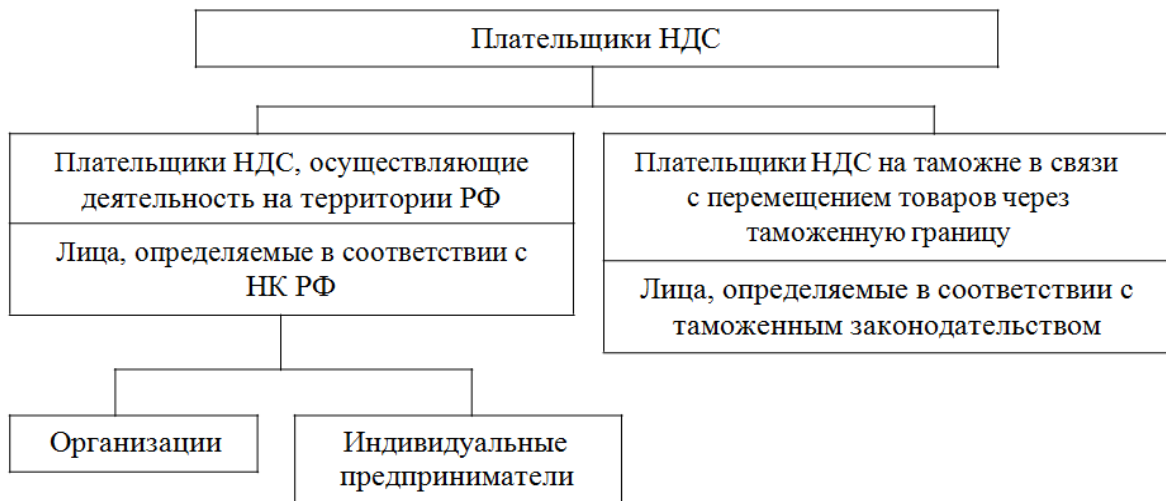 Плательщики НДС
Плательщики НДС, осуществляющие
деятельность на территории РФ
Лица, определяемые в соответствии с
НК РФ
Плательщики НДС на таможне в связи
с перемещением товаров через
таможенную границу
Лица, определяемые в соответствии с
таможенным законодательством
Организации
Индивидуальные
предприниматели